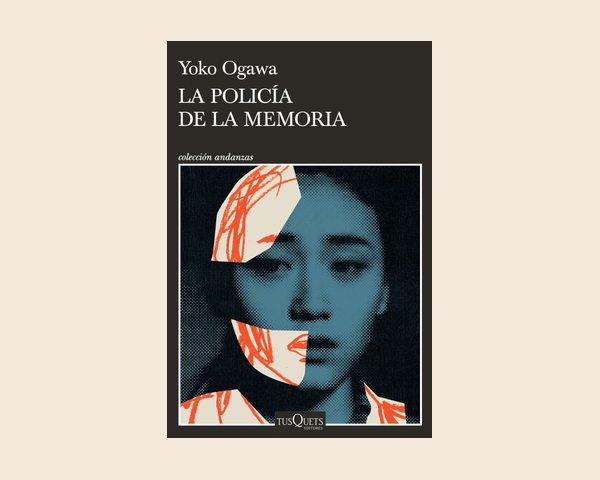 Yoko Ogawa
LA POLICÍA
DE LA MEMORIA
colección andanzas
TUSQUETS
EDITORES